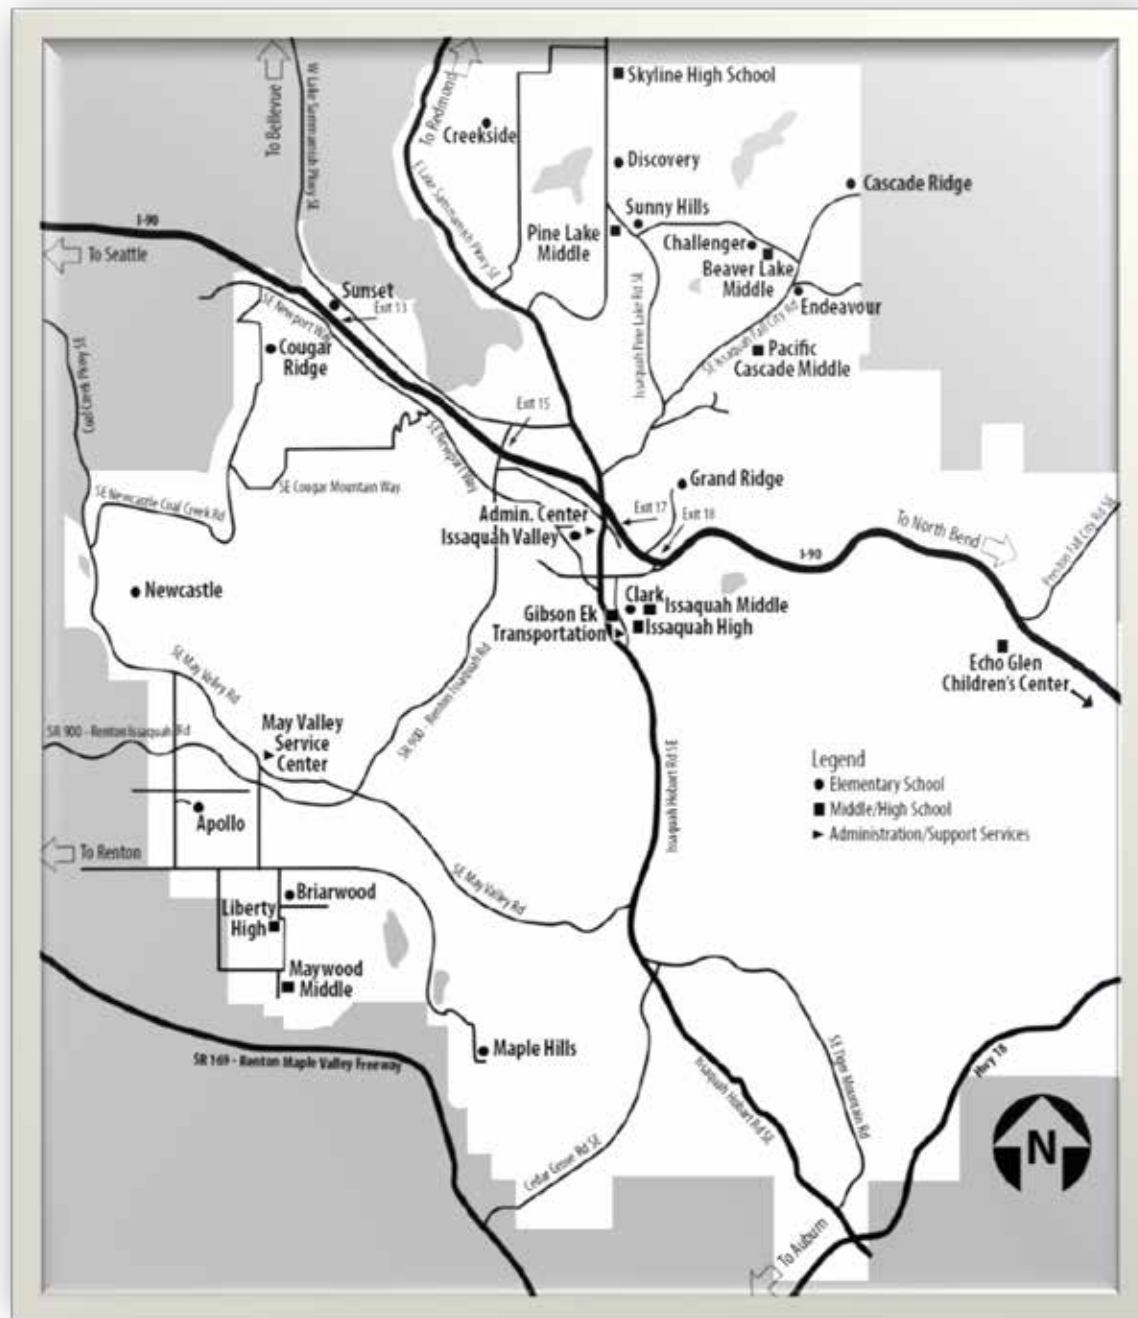 Skyline High School
To Bellevue
W Lake Sammamish Pkwy SE
To Redmond
Creekside
E Lake Sammamish Pkwy SE
Discovery
Cascade Ridge
Sunny Hills
Pine Lake
Middle
Challenger
Beaver Lake
Middle
Endeavour
I-90
To Seattle
Sunset
Exit 13
SE Newport Way
Cougar
Ridge
Issaquah Pine Lake Rd SE
SE Issaquah Fall City Rd
Pacific
Cascade Middle
Coal Creek Pkwy SE
Exit 15
SE Newport Way
SE Cougar Mountain Way
SE Newcastle Coal Creek Rd
Grand Ridge
Exit 17
Exit 18
Admin. Center
Issaquah Valley
To North Bend
I-90
Preston Fall City Rd SE
Newcastle
Clark
Issaquah Middle
Gibson Ek
Issaquah High
Transportation
Echo Glen
Children's Center
SE May Valley Rd
SR 900 - Renton Issaquah Rd
SR 900 - Renton Issaquah Rd
May Valley
Service
Center
Issaquah Hobart Rd SE
Legend
Elementary School
Middle/High School
Administration/Support Services
Apollo
To Renton
SE May Valley Rd
Briarwood
Liberty
High
Maywood
Middle
Maple Hills
SR 169 - Renton Maple Valley Freeway
Issaquah Hobart Rd SE
SE Tiger Mountain Rd
Hwy 18
Cedar Grove Rd SE
To Auburn
N